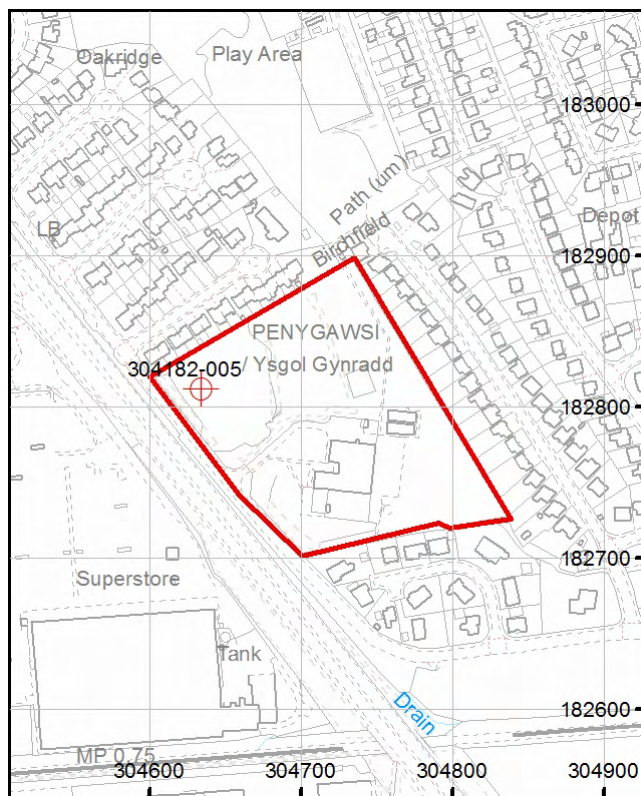 Oakridge
Play Area
183000
Path (um)
Depot
LB
Birchfield
182900
PENYGAWSI
/ Ysgol Gynradd
304182-005
182800
182700
Superstore
Tank
Drain
182600
MP 0.75
304600
304700
304800
304900